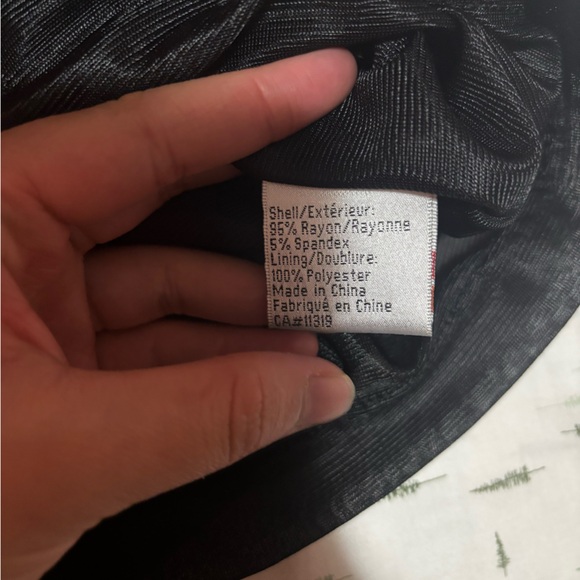 Shell/Extérieur:
95% Rayon/Rayonne
5% Spandex
Lining/Doublure:
100% Polyester
Made in China
Fabriqué en Chine
CA#11319